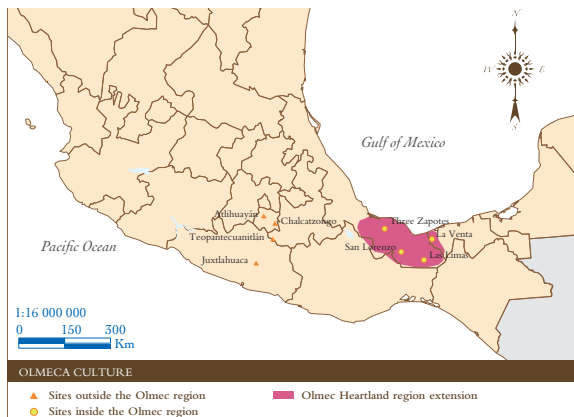 N
W E
S
Gulf of Mexico
Atlihuayán
Chalcatzongo
Three Zapotes
Teopantecuanitlán
La Venta
Pacific Ocean
San Lorenzo
Las Limas
Juxtlahuaca
1:16 000 000
0 150 300
Km
OLMECA CULTURE
Sites outside the Olmec region
Olmec Heartland region extension
Sites inside the Olmec region